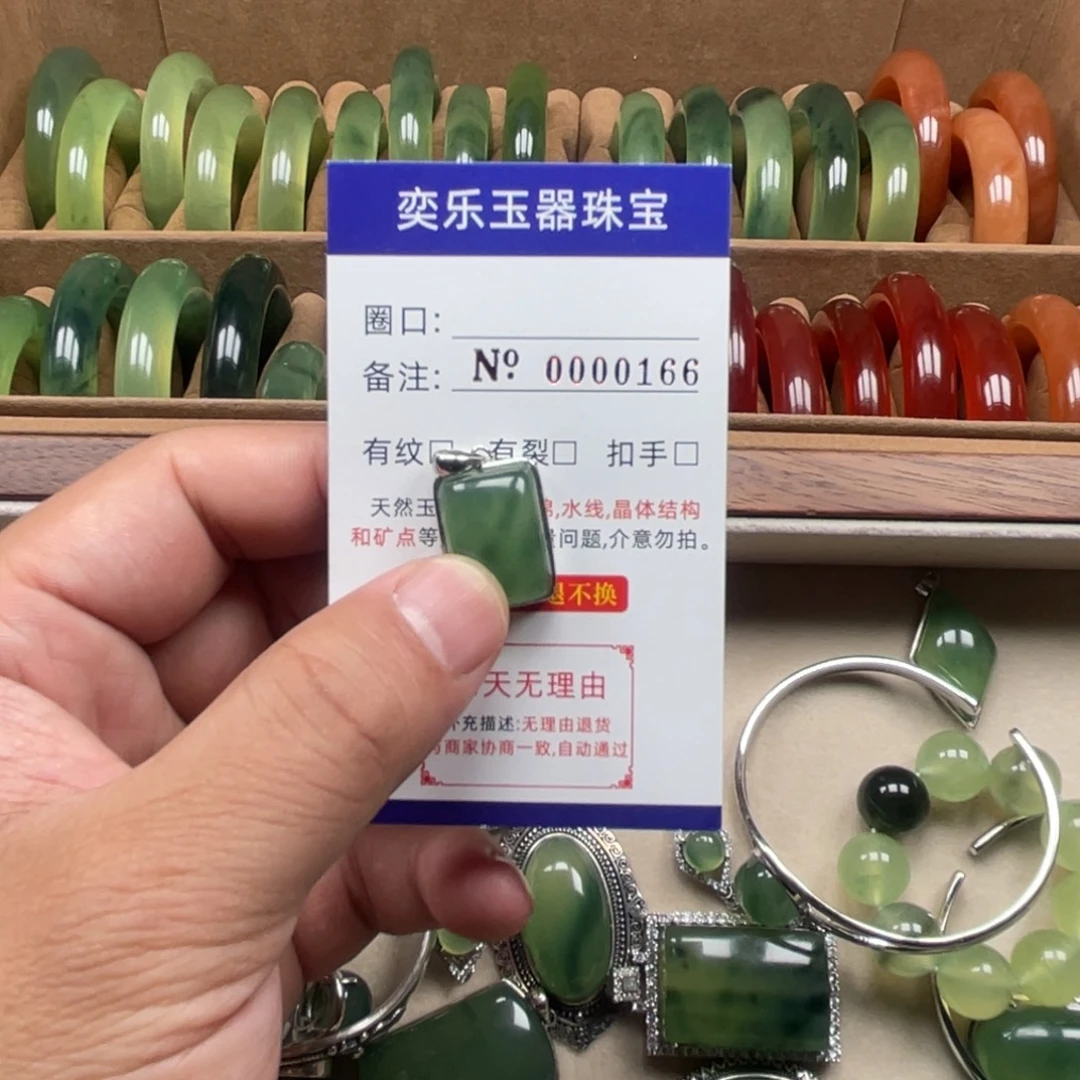 奕乐玉器珠宝
圈口:
备注: Nº 0000166
有纹□ 有裂□ 扣手□
天然玉 ,水线,晶体结构
和矿点等 问题,介意勿拍。
退不换
天无理由
充描述:无理由退货
商家协商一致,自动通过